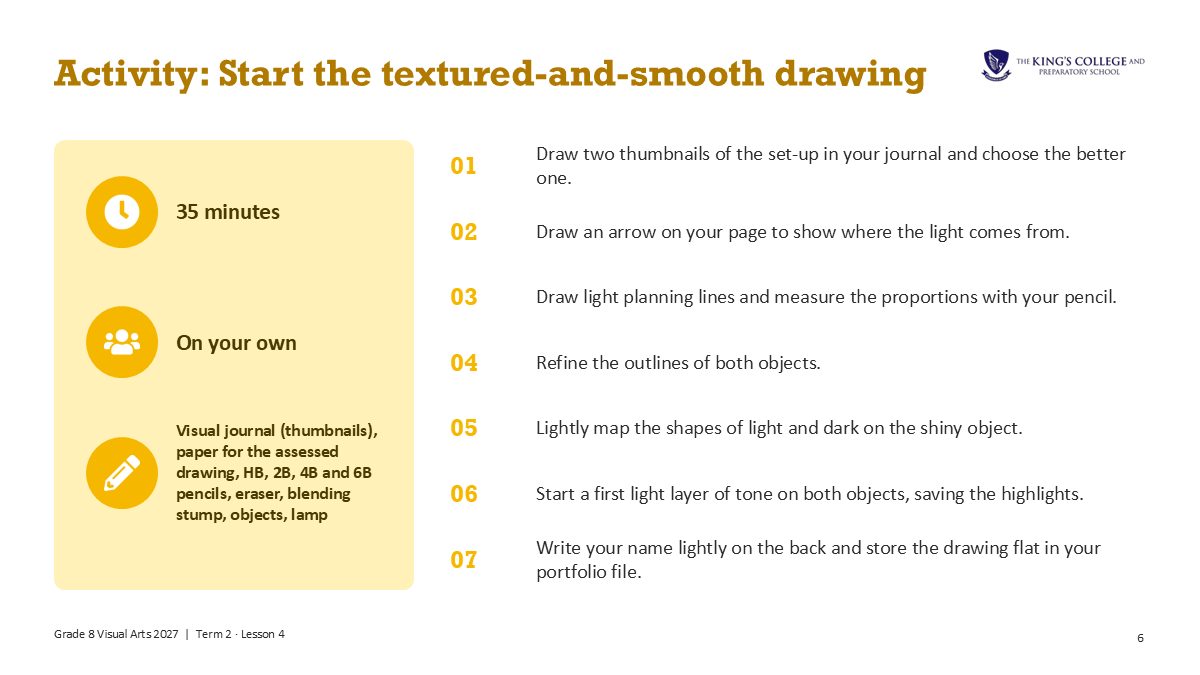 Activity: Start the textured-and-smooth drawing
THE KING'S COLLEGE AND
PREPARATORY SCHOOL
35 minutes
On your own
Visual journal (thumbnails),
paper for the assessed
drawing, HB, 2B, 4B and 6B
pencils, eraser, blending
stump, objects, lamp
01
Draw two thumbnails of the set-up in your journal and choose the better
one.
02
Draw an arrow on your page to show where the light comes from.
03
Draw light planning lines and measure the proportions with your pencil.
04
Refine the outlines of both objects.
05
Lightly map the shapes of light and dark on the shiny object.
06
Start a first light layer of tone on both objects, saving the highlights.
07
Write your name lightly on the back and store the drawing flat in your
portfolio file.
Grade 8 Visual Arts 2027 | Term 2 · Lesson 4
6